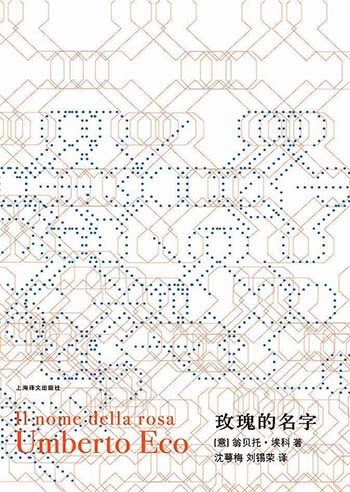 上海译文出版社
Il nome della rosa
Umberto Eco
玫瑰的名字
[意] 翁贝托·埃科 著
沈萼梅 刘锡荣 译